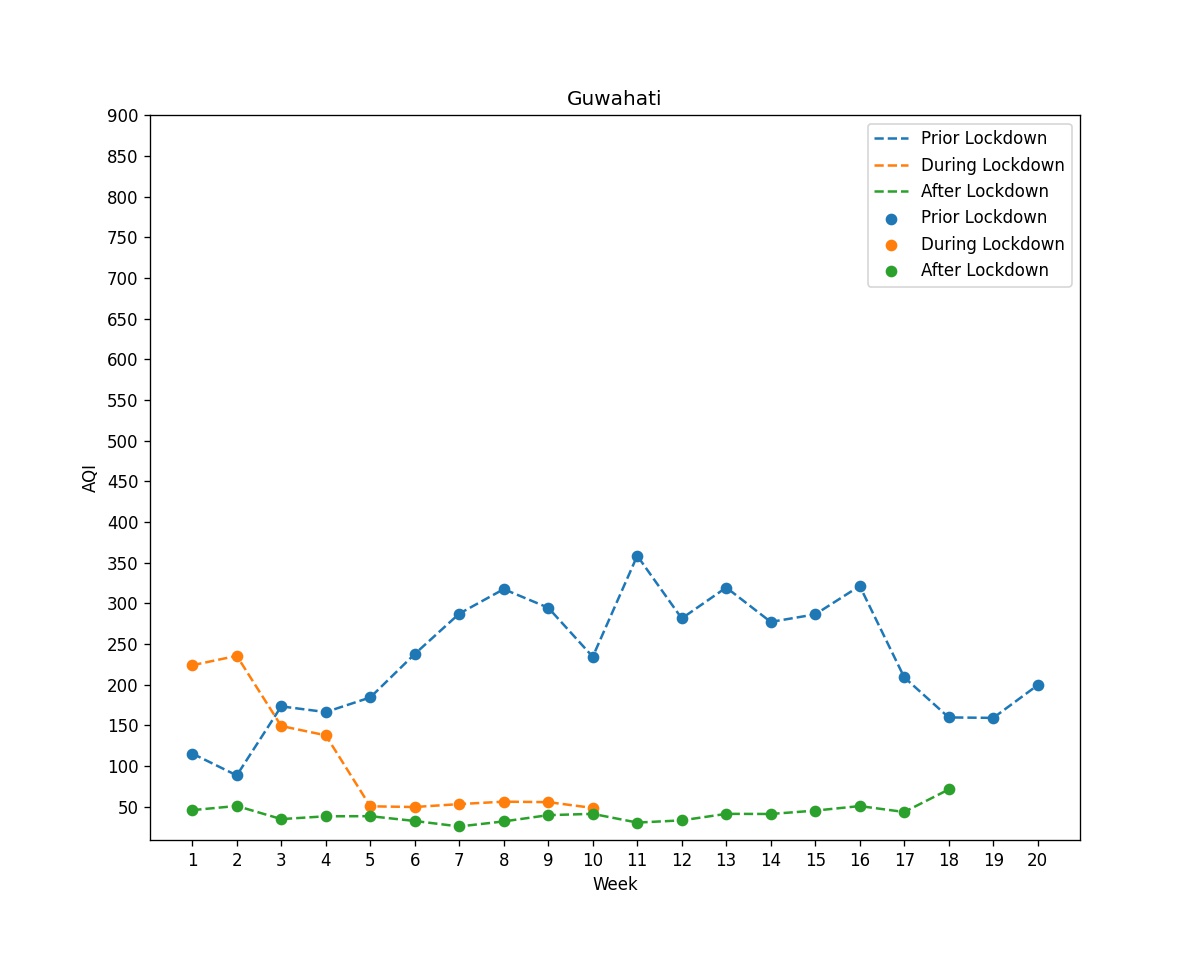 Guwahati
900
850
800
750
700
650
600
550
500
450
400
350
300
250
200
150
100
50
AQI
Prior Lockdown
During Lockdown
After Lockdown
Prior Lockdown
During Lockdown
After Lockdown
1 2 3 4 5 6 7 8 9 10 11 12 13 14 15 16 17 18 19 20
Week